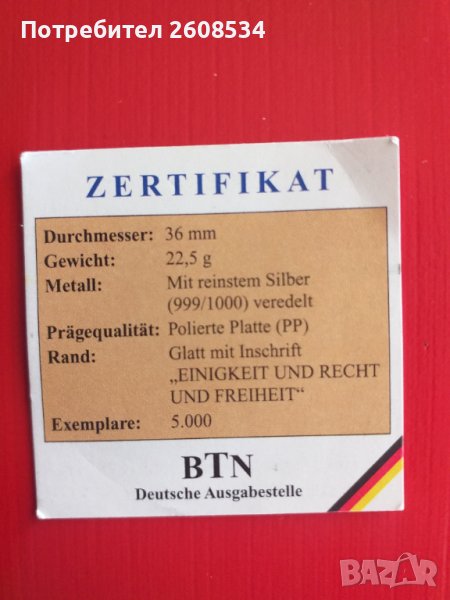 Потребител 2608534
ZERTIFIKAT
Durchmesser: 36 mm
Gewicht: 22,5 g
Metall: Mit reinstem Silber
(999/1000) veredelt
Prägequalität: Polierte Platte (PP)
Rand: Glatt mit Inschrift
„EINIGKEIT UND RECHT
UND FREIHEIT“
Exemplare: 5.000
BTN
Deutsche Ausgabestelle
BAZAR